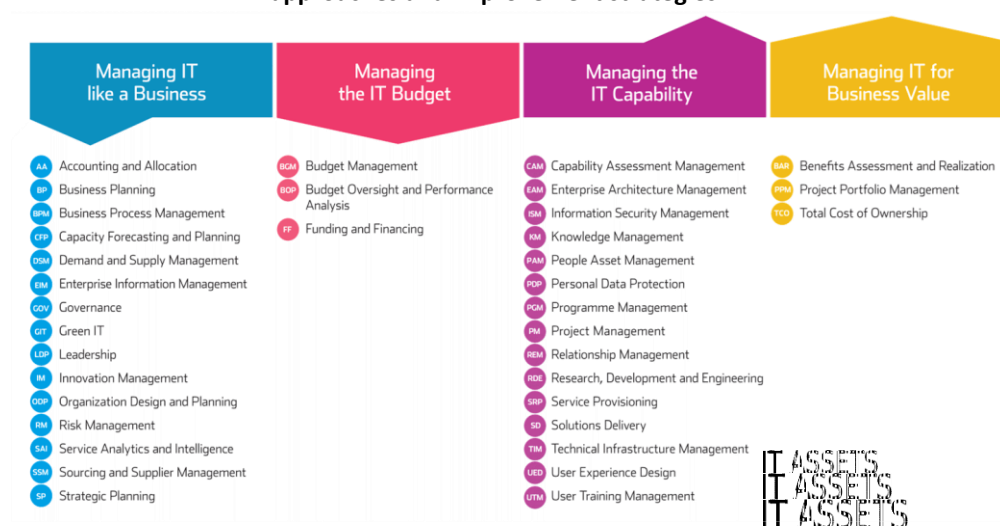 Managing IT
like a Business
Managing
the IT Budget
Managing the
IT Capability
Managing IT for
Business Value
AA Accounting and Allocation
BP Business Planning
BPM Business Process Management
CFP Capacity Forecasting and Planning
DSM Demand and Supply Management
EIM Enterprise Information Management
GOV Governance
GIT Green IT
LDP Leadership
IM Innovation Management
ODP Organization Design and Planning
RM Risk Management
SAI Service Analytics and Intelligence
SSM Sourcing and Supplier Management
SP Strategic Planning
BGM Budget Management
BOP Budget Oversight and Performance
Analysis
FF Funding and Financing
CAM Capability Assessment Management
EAM Enterprise Architecture Management
ISM Information Security Management
KM Knowledge Management
PAM People Asset Management
PDP Personal Data Protection
PGM Programme Management
PM Project Management
REM Relationship Management
RDE Research, Development and Engineering
SRP Service Provisioning
SD Solutions Delivery
TIM Technical Infrastructure Management
UED User Experience Design
UTM User Training Management
BAR Benefits Assessment and Realization
PPM Project Portfolio Management
TCO Total Cost of Ownership
IT ASSETS
IT ASSETS
IT ASSETS